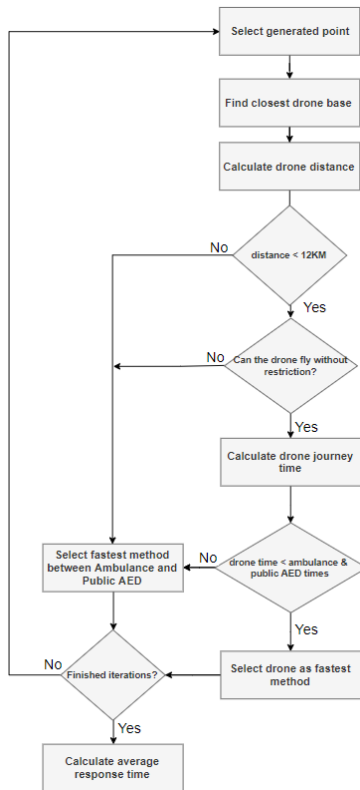 Select generated point
Find closest drone base
Calculate drone distance
No
distance < 12KM
Yes
No
Can the drone fly without
restriction?
Yes
Calculate drone journey
time
Select fastest method
between Ambulance and
Public AED
No
drone time < ambulance &
public AED times
Yes
No
Finished iterations?
Select drone as fastest
method
Yes
Calculate average
response time